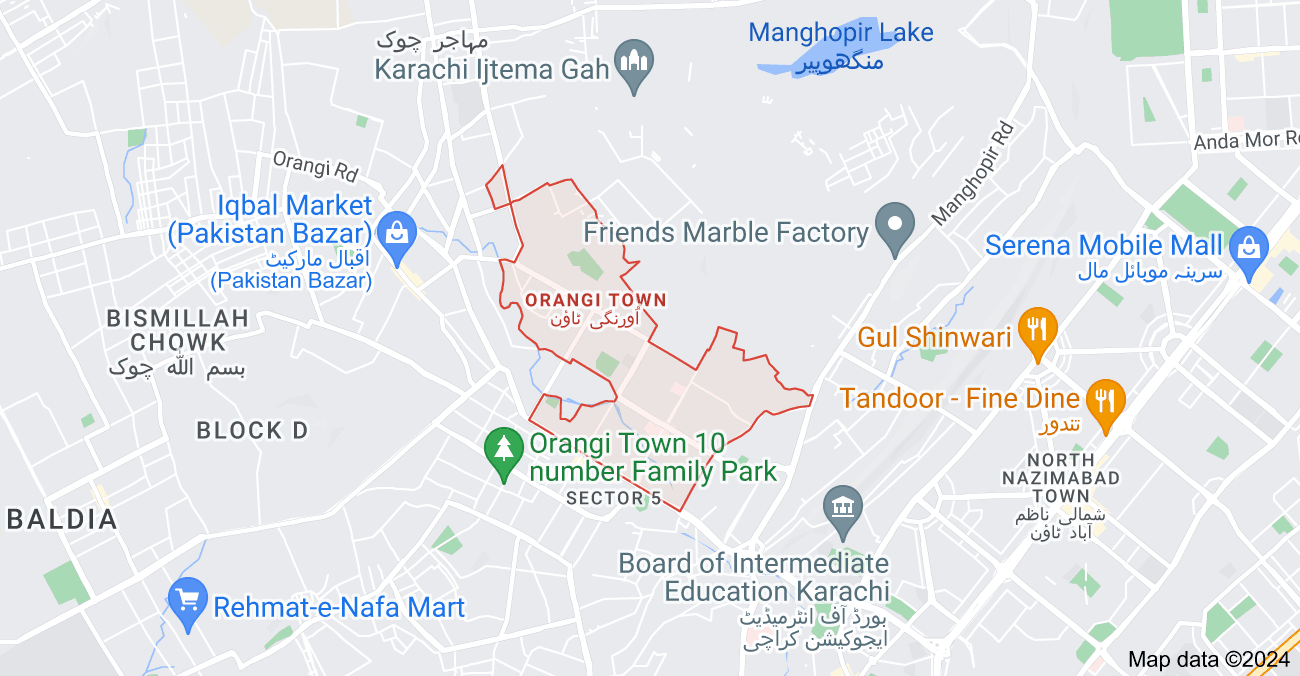 Manghopir Lake
منگھوپیر
مہاجر چوک
Karachi Ijtema Gah
Manghopir Rd
Anda Mor Ro
Orangi Rd
Iqbal Market
(Pakistan Bazar)
اقبال مارکیٹ
(Pakistan Bazar)
Friends Marble Factory
Serena Mobile Mall
سرینہ موبائل مال
ORANGI TOWN
اورنگی ٹاؤن
BISMILLAH
CHOWK
بسم اللہ چوک
Gul Shinwari
Tandoor - Fine Dine
تندور
BLOCK D
Orangi Town 10
number Family Park
SECTOR 5
NORTH
NAZIMABAD
TOWN
شمالی ناظم
آباد ٹاؤن
BALDIA
Board of Intermediate
Education Karachi
بورڈ آف انٹرمیڈیٹ
ایجوکیشن کراچی
Rehmat-e-Nafa Mart
Map data ©2024